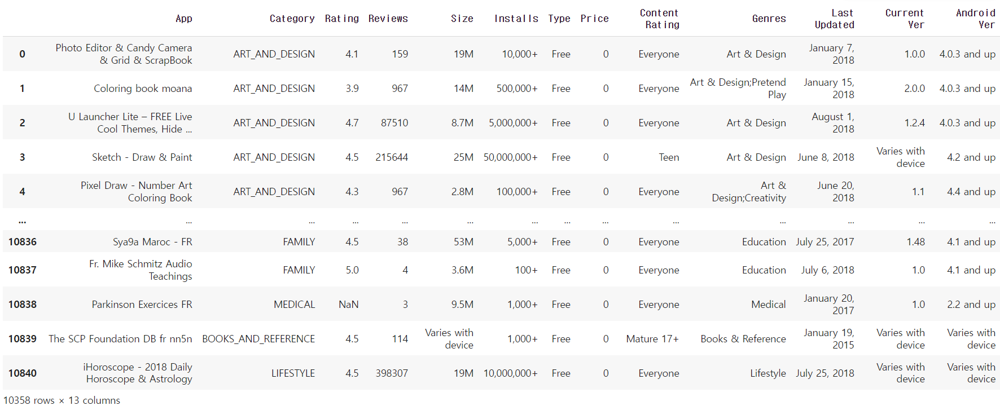 App Category Rating Reviews Size Installs Type Price Content Rating Genres Last Updated Current Ver Android Ver
0 Photo Editor & Candy Camera & Grid & ScrapBook ART_AND_DESIGN 4.1 159 19M 10,000+ Free 0 Everyone Art & Design January 7, 2018 1.0.0 4.0.3 and up
1 Coloring book moana ART_AND_DESIGN 3.9 967 14M 500,000+ Free 0 Everyone Art & Design;Pretend Play January 15, 2018 2.0.0 4.0.3 and up
2 U Launcher Lite – FREE Live Cool Themes, Hide ... ART_AND_DESIGN 4.7 87510 8.7M 5,000,000+ Free 0 Everyone Art & Design August 1, 2018 1.2.4 4.0.3 and up
3 Sketch - Draw & Paint ART_AND_DESIGN 4.5 215644 25M 50,000,000+ Free 0 Teen Art & Design June 8, 2018 Varies with device 4.2 and up
4 Pixel Draw - Number Art Coloring Book ART_AND_DESIGN 4.3 967 2.8M 100,000+ Free 0 Everyone Art & Design;Creativity June 20, 2018 1.1 4.4 and up
... ... ... ... ... ... ... ... ... ... ... ... ... ...
10836 Sya9a Maroc - FR FAMILY 4.5 38 53M 5,000+ Free 0 Everyone Education July 25, 2017 1.48 4.1 and up
10837 Fr. Mike Schmitz Audio Teachings FAMILY 5.0 4 3.6M 100+ Free 0 Everyone Education July 6, 2018 1.0 4.1 and up
10838 Parkinson Exercices FR MEDICAL NaN 3 9.5M 1,000+ Free 0 Everyone Medical January 20, 2017 1.0 2.2 and up
10839 The SCP Foundation DB fr nn5n BOOKS_AND_REFERENCE 4.5 114 Varies with device 1,000+ Free 0 Mature 17+ Books & Reference January 19, 2015 Varies with device Varies with device
10840 iHoroscope - 2018 Daily Horoscope & Astrology LIFESTYLE 4.5 398307 19M 10,000,000+ Free 0 Everyone Lifestyle July 25, 2018 Varies with device Varies with device
10358 rows × 13 columns